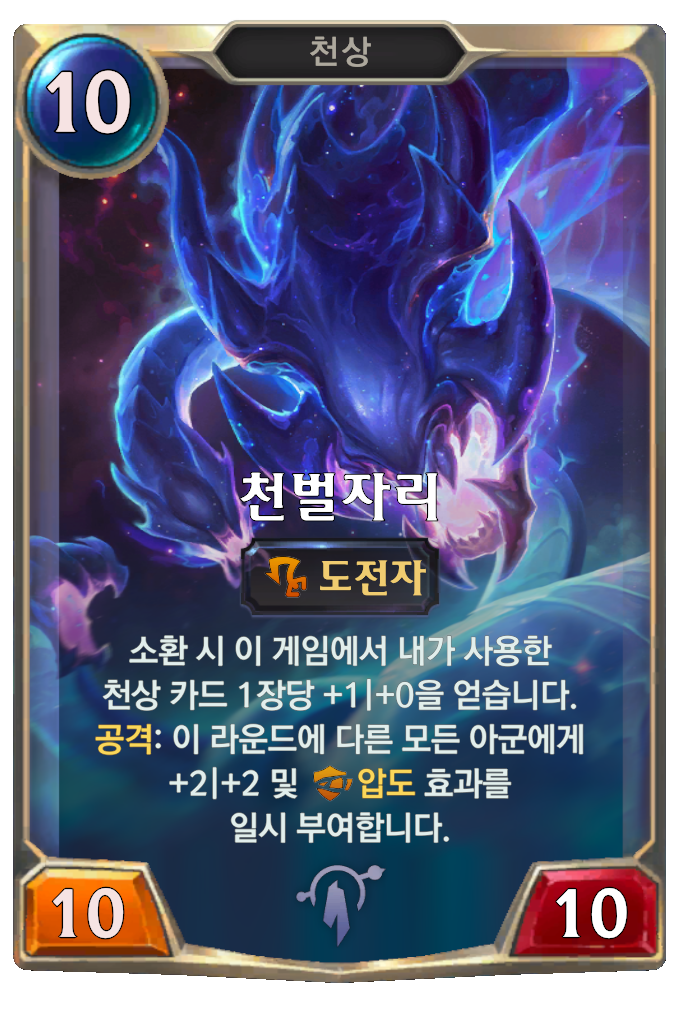 천상
10
천벌자리
도전자
소환 시 이 게임에서 내가 사용한
천상 카드 1장당 +1|+0을 얻습니다.
공격: 이 라운드에 다른 모든 아군에게
+2|+2 및 압도 효과를
일시 부여합니다.
10
10